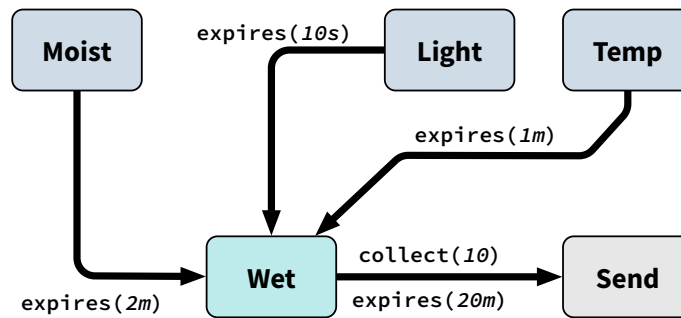 Moist
expires(10s)
Light
Temp
expires(1m)
Wet
collect(10)
Send
expires(2m)
expires(20m)